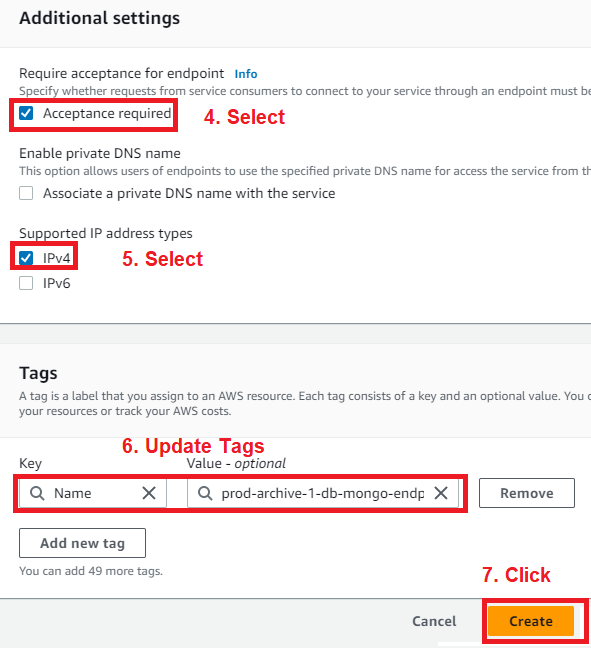 Additional settings
Require acceptance for endpoint Info
Specify whether requests from service consumers to connect to your service through an endpoint must be
Acceptance required
4. Select
Enable private DNS name
This option allows users of endpoints to use the specified private DNS name for access the service from th
Associate a private DNS name with the service
Supported IP address types
IPv4
5. Select
IPv6
Tags
A tag is a label that you assign to an AWS resource. Each tag consists of a key and an optional value. You c
your resources or track your AWS costs.
6. Update Tags
Key Value - optional
Name prod-archive-1-db-mongo-endp Remove
Add new tag
You can add 49 more tags.
7. Click
Cancel Create